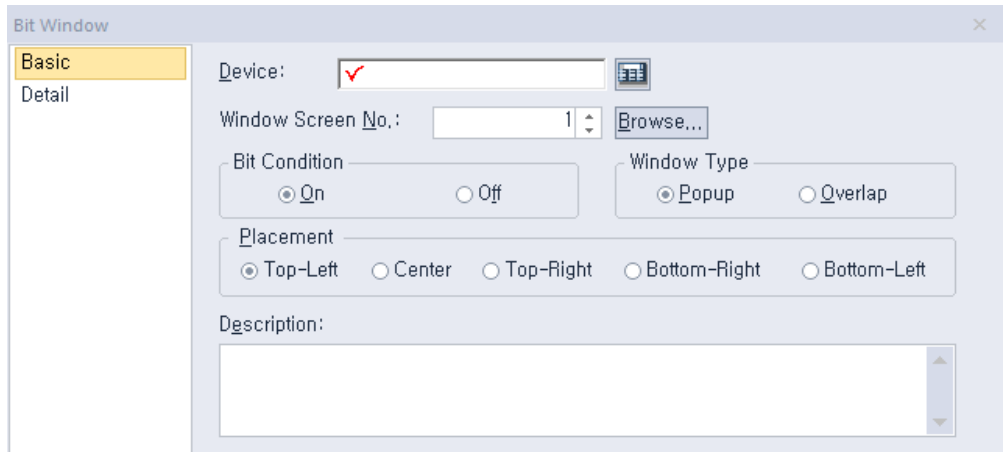 Bit Window
Basic
Detail
Device:
Window Screen No.: 1 Browse...
Bit Condition
On Off
Window Type
Popup Overlap
Placement
Top-Left Center Top-Right Bottom-Right Bottom-Left
Description: